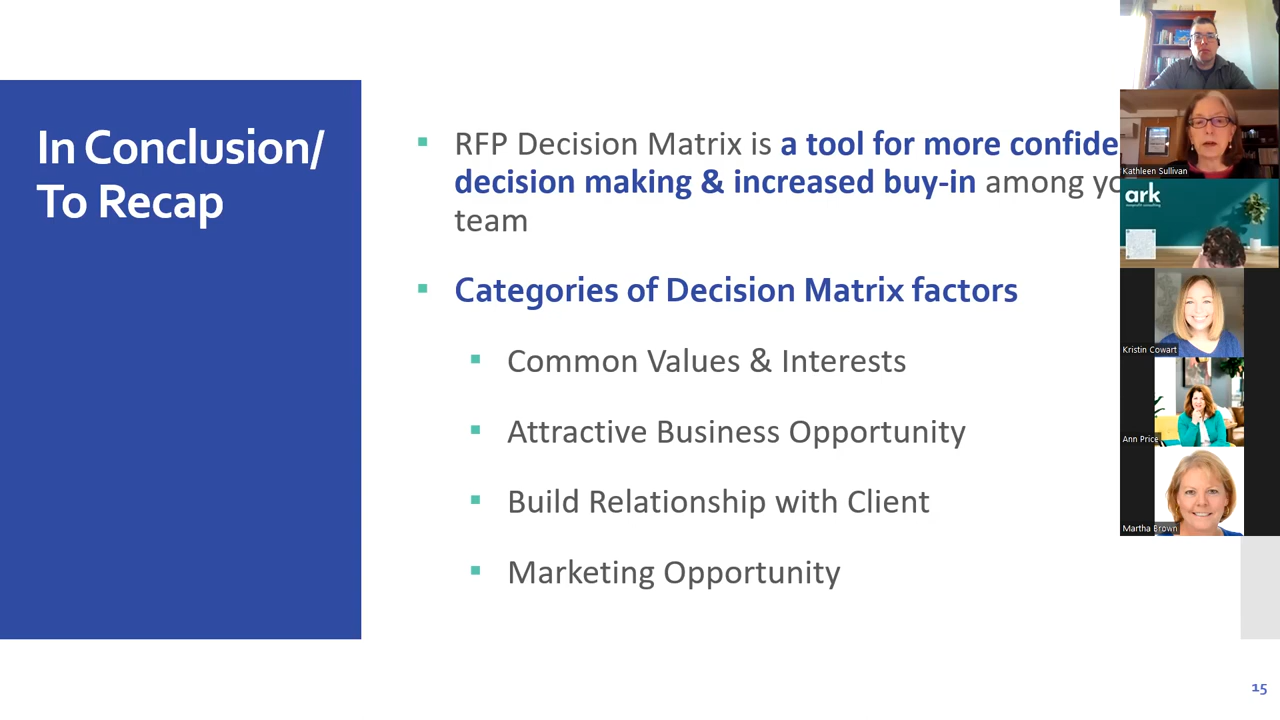 In Conclusion/
To Recap
RFP Decision Matrix is a tool for more confide
decision making & increased buy-in among yo
team
Categories of Decision Matrix factors
Common Values & Interests
Attractive Business Opportunity
Build Relationship with Client
Marketing Opportunity
15
Kathleen Sullivan
ark
Kristin Cowart
Ann Price
Martha Brown